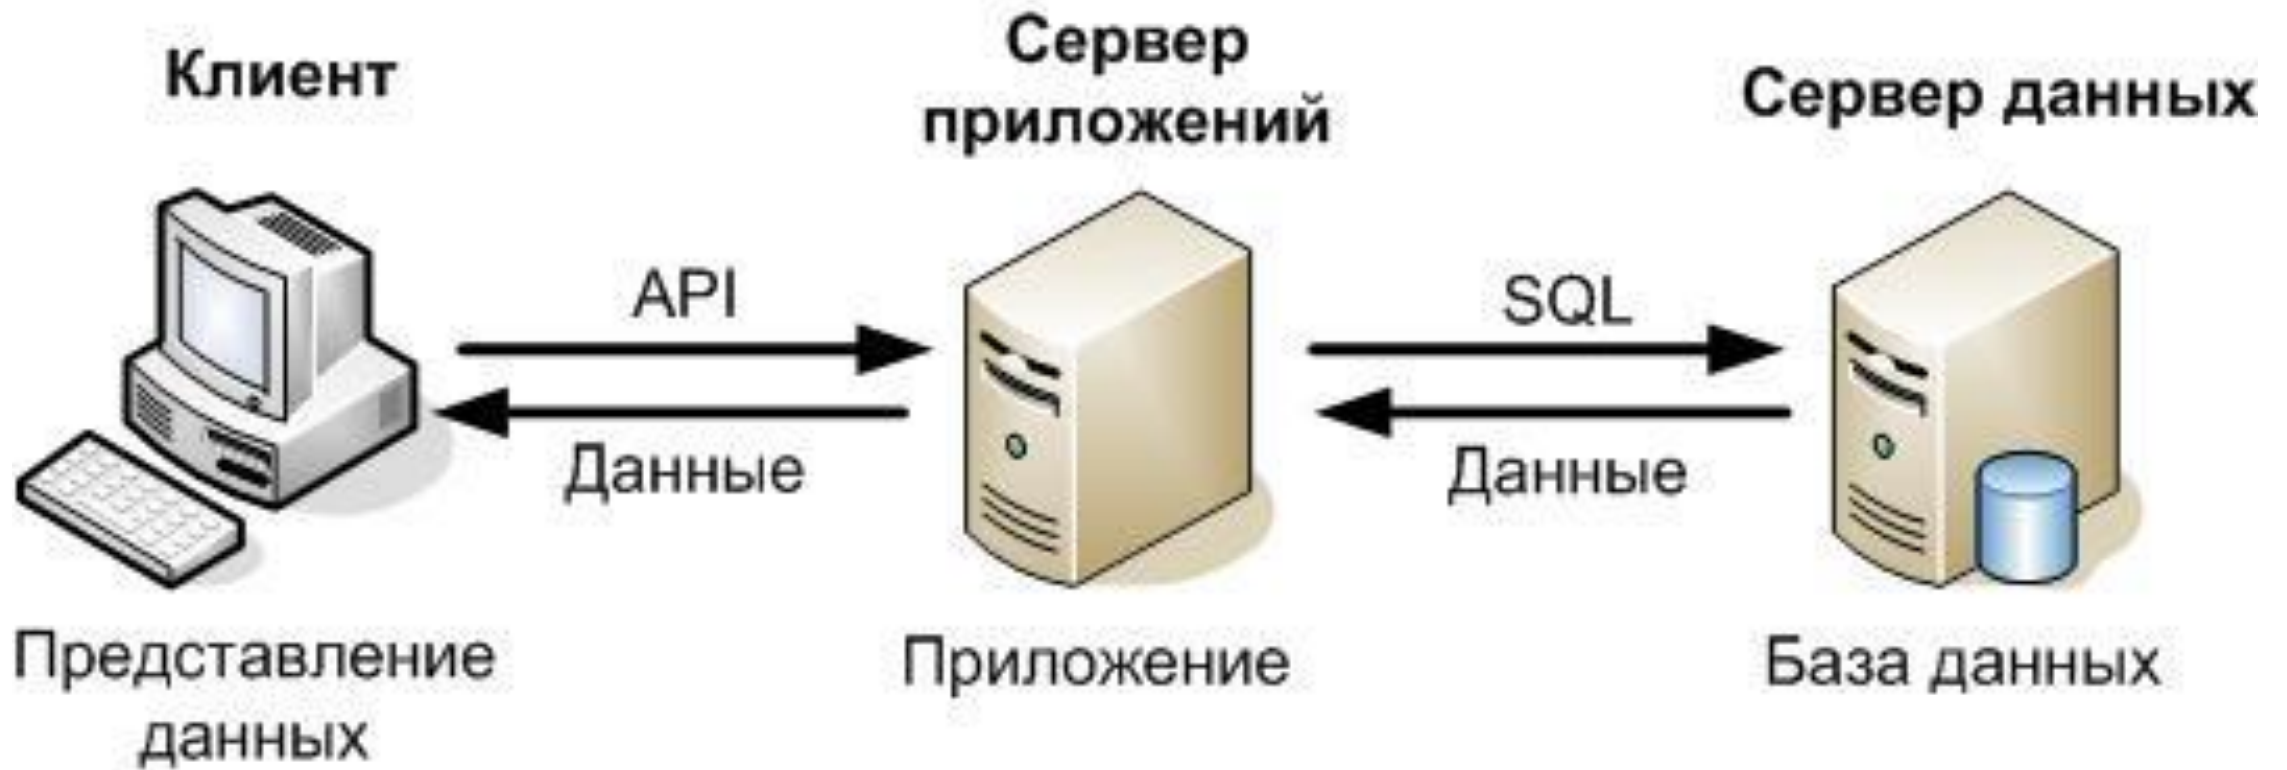 Клиент
Сервер
приложений
Сервер данных
API
Данные
SQL
Данные
Представление
данных
Приложение
База данных